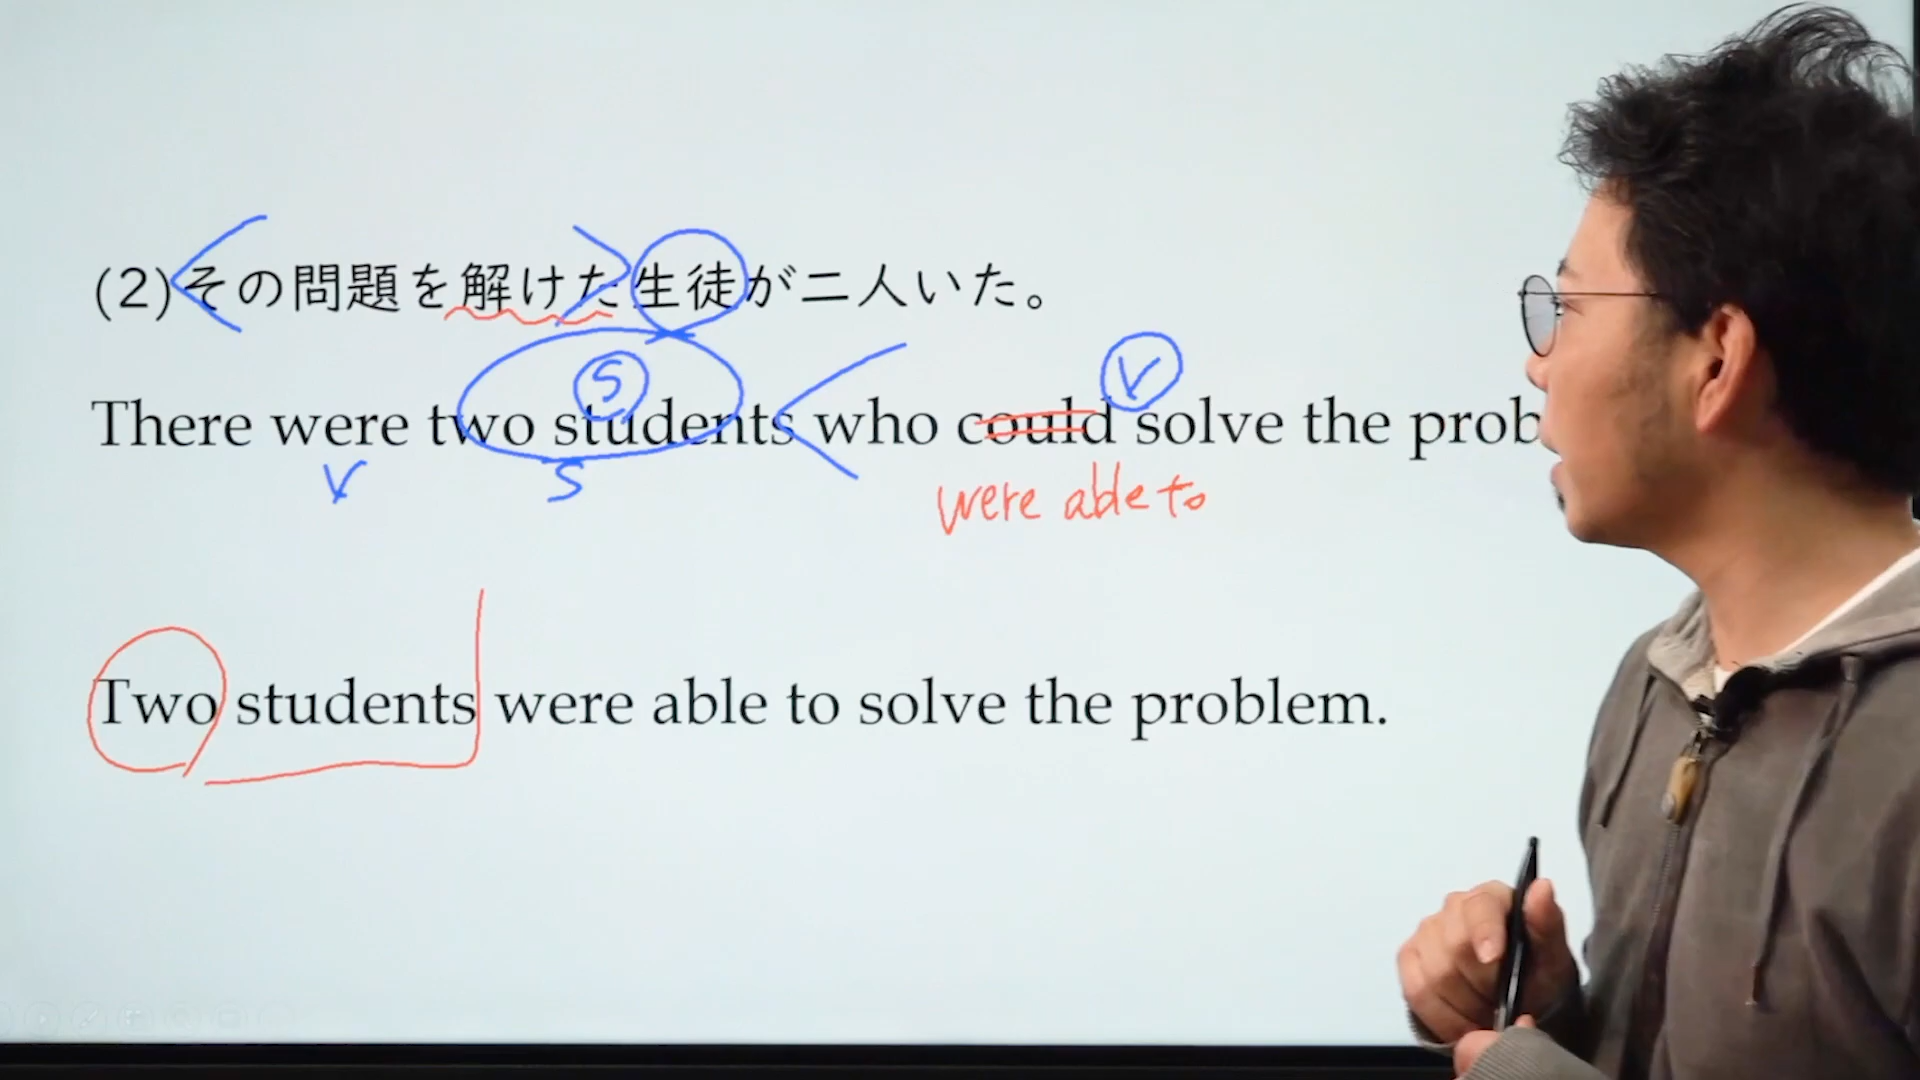 (2)その問題を解けた生徒が二人いた。
S V
There were two students who could solve the prob
V S were able to
Two students were able to solve the problem.